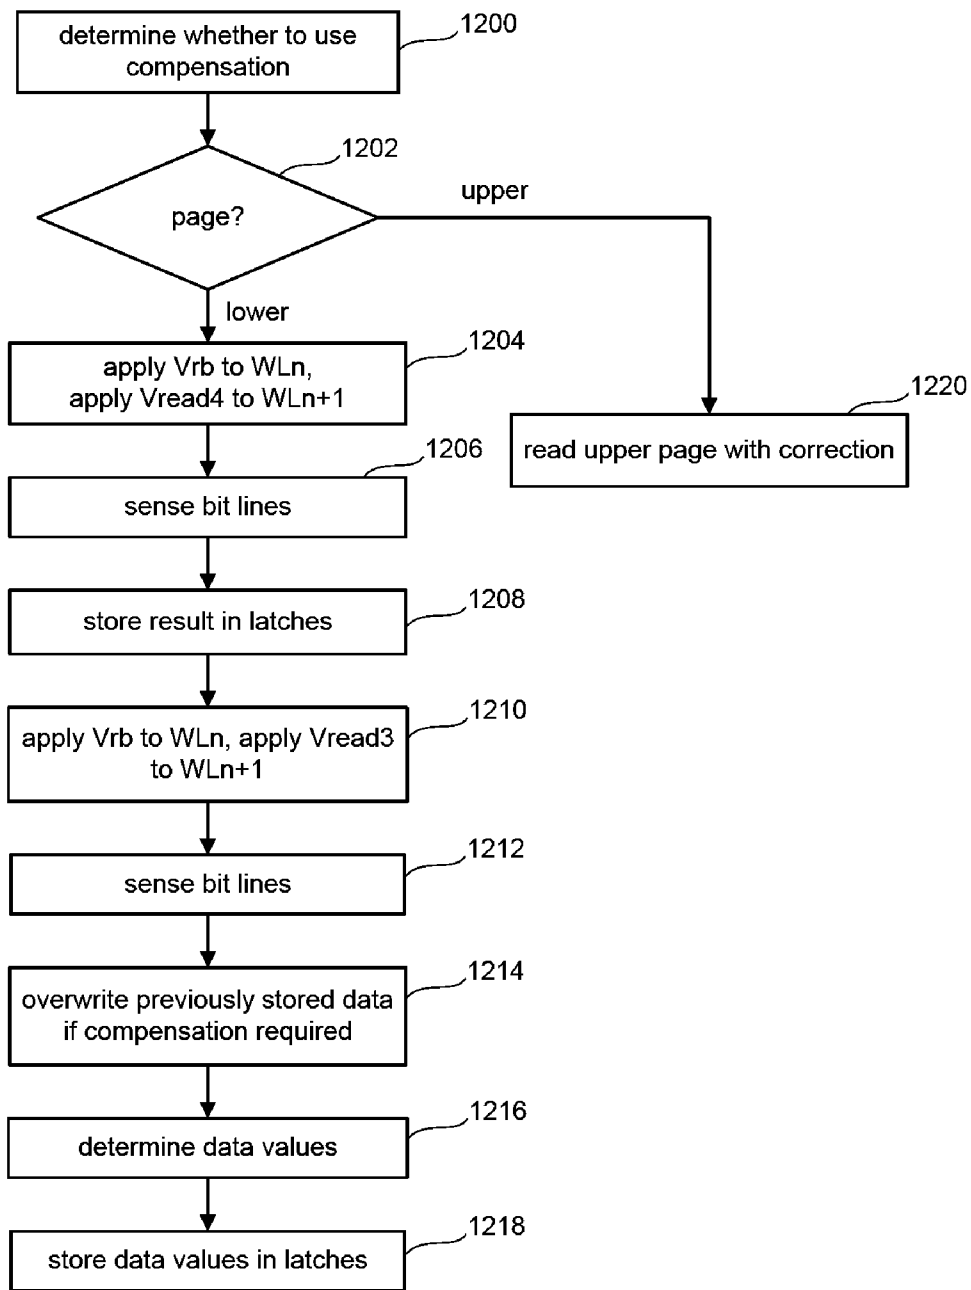 1200
determine whether to use
compensation
1202
upper
page?
lower
1204
apply Vrb to WLn,
apply Vread4 to WLn+1
1220
read upper page with correction
1206
sense bit lines
1208
store result in latches
1210
apply Vrb to WLn, apply Vread3
to WLn+1
1212
sense bit lines
1214
overwrite previously stored data
if compensation required
1216
determine data values
1218
store data values in latches